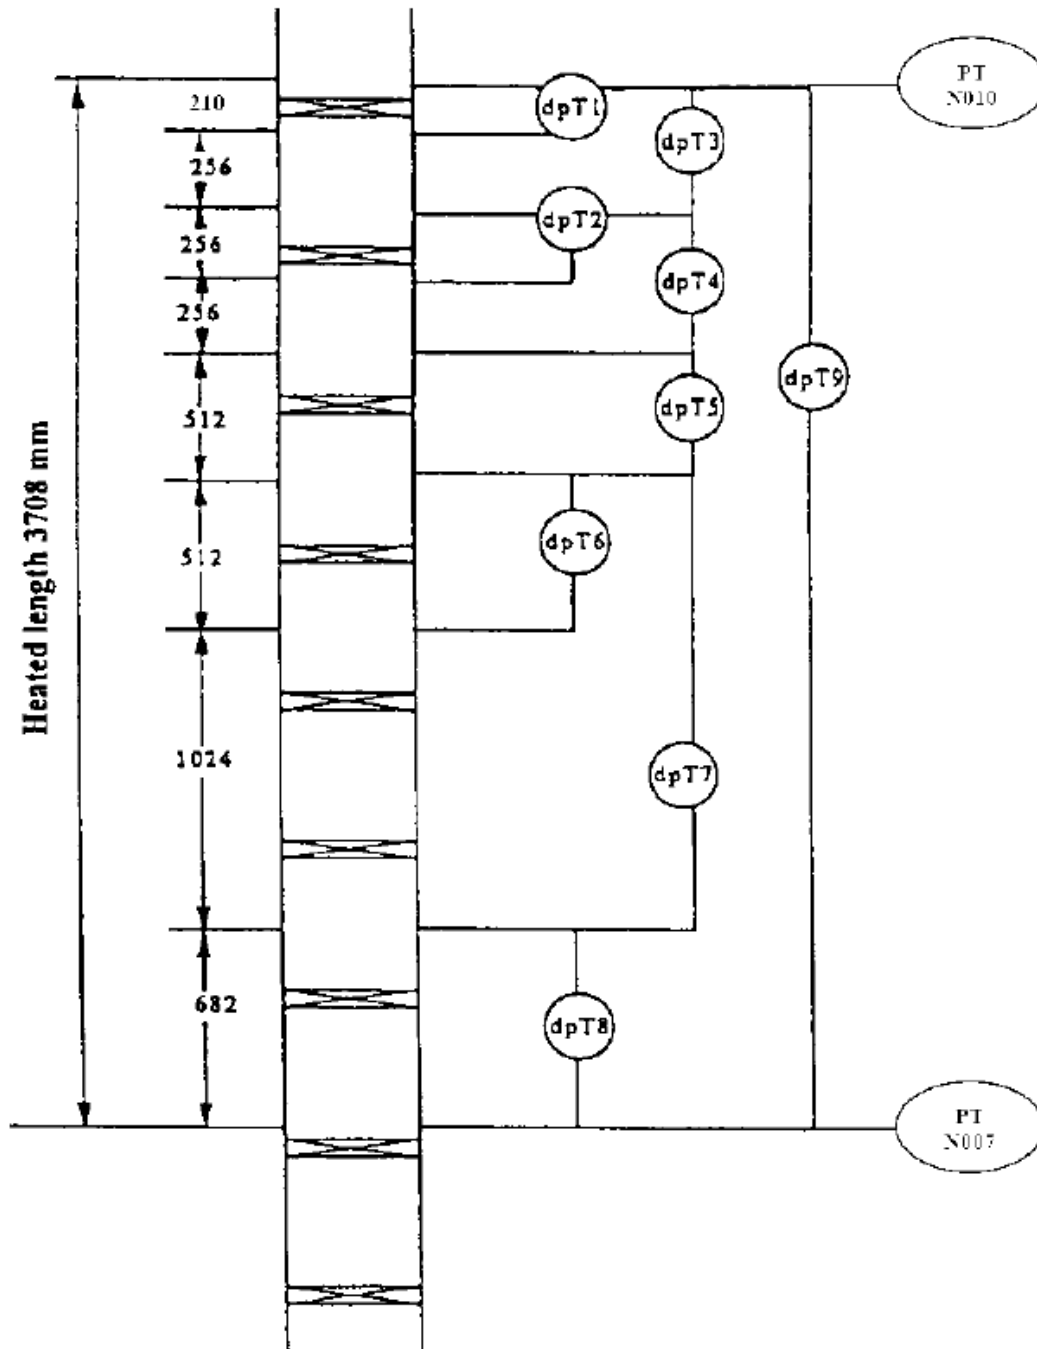 PT
N010
210
dpT1
dpT3
256
dpT2
256
dpT4
256
dpT9
dpT5
512
Heated length 3708 mm
dpT6
512
1024
dpT7
682
dpT8
PT
N007